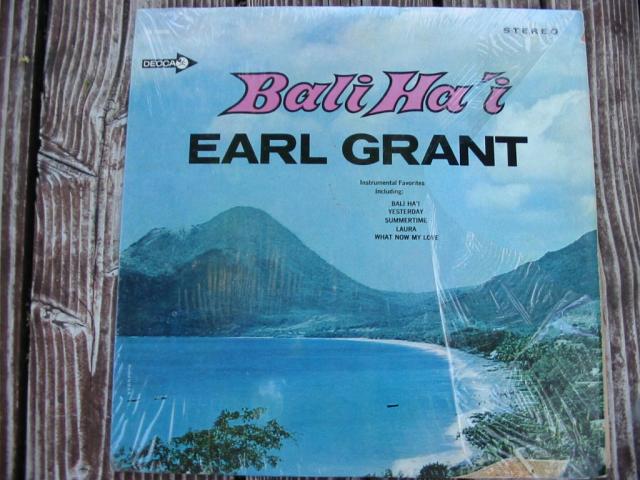 STEREO
DECCA
Bali Ha'i
EARL GRANT
Instrumental Favorites
Including:
BALI HA'I
YESTERDAY
SUMMERTIME
LAURA
WHAT NOW MY LOVE